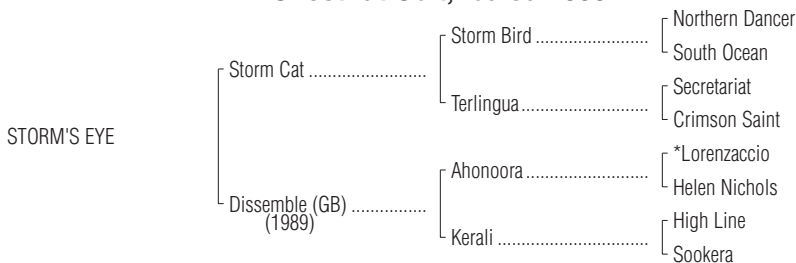 Northern Dancer
Storm Bird
South Ocean
Storm Cat
Secretariat
Terlingua
Crimson Saint
STORM'S EYE
*Lorenzaccio
Ahonoora
Helen Nichols
Dissemble (GB)
(1989)
High Line
Kerali
Sookera